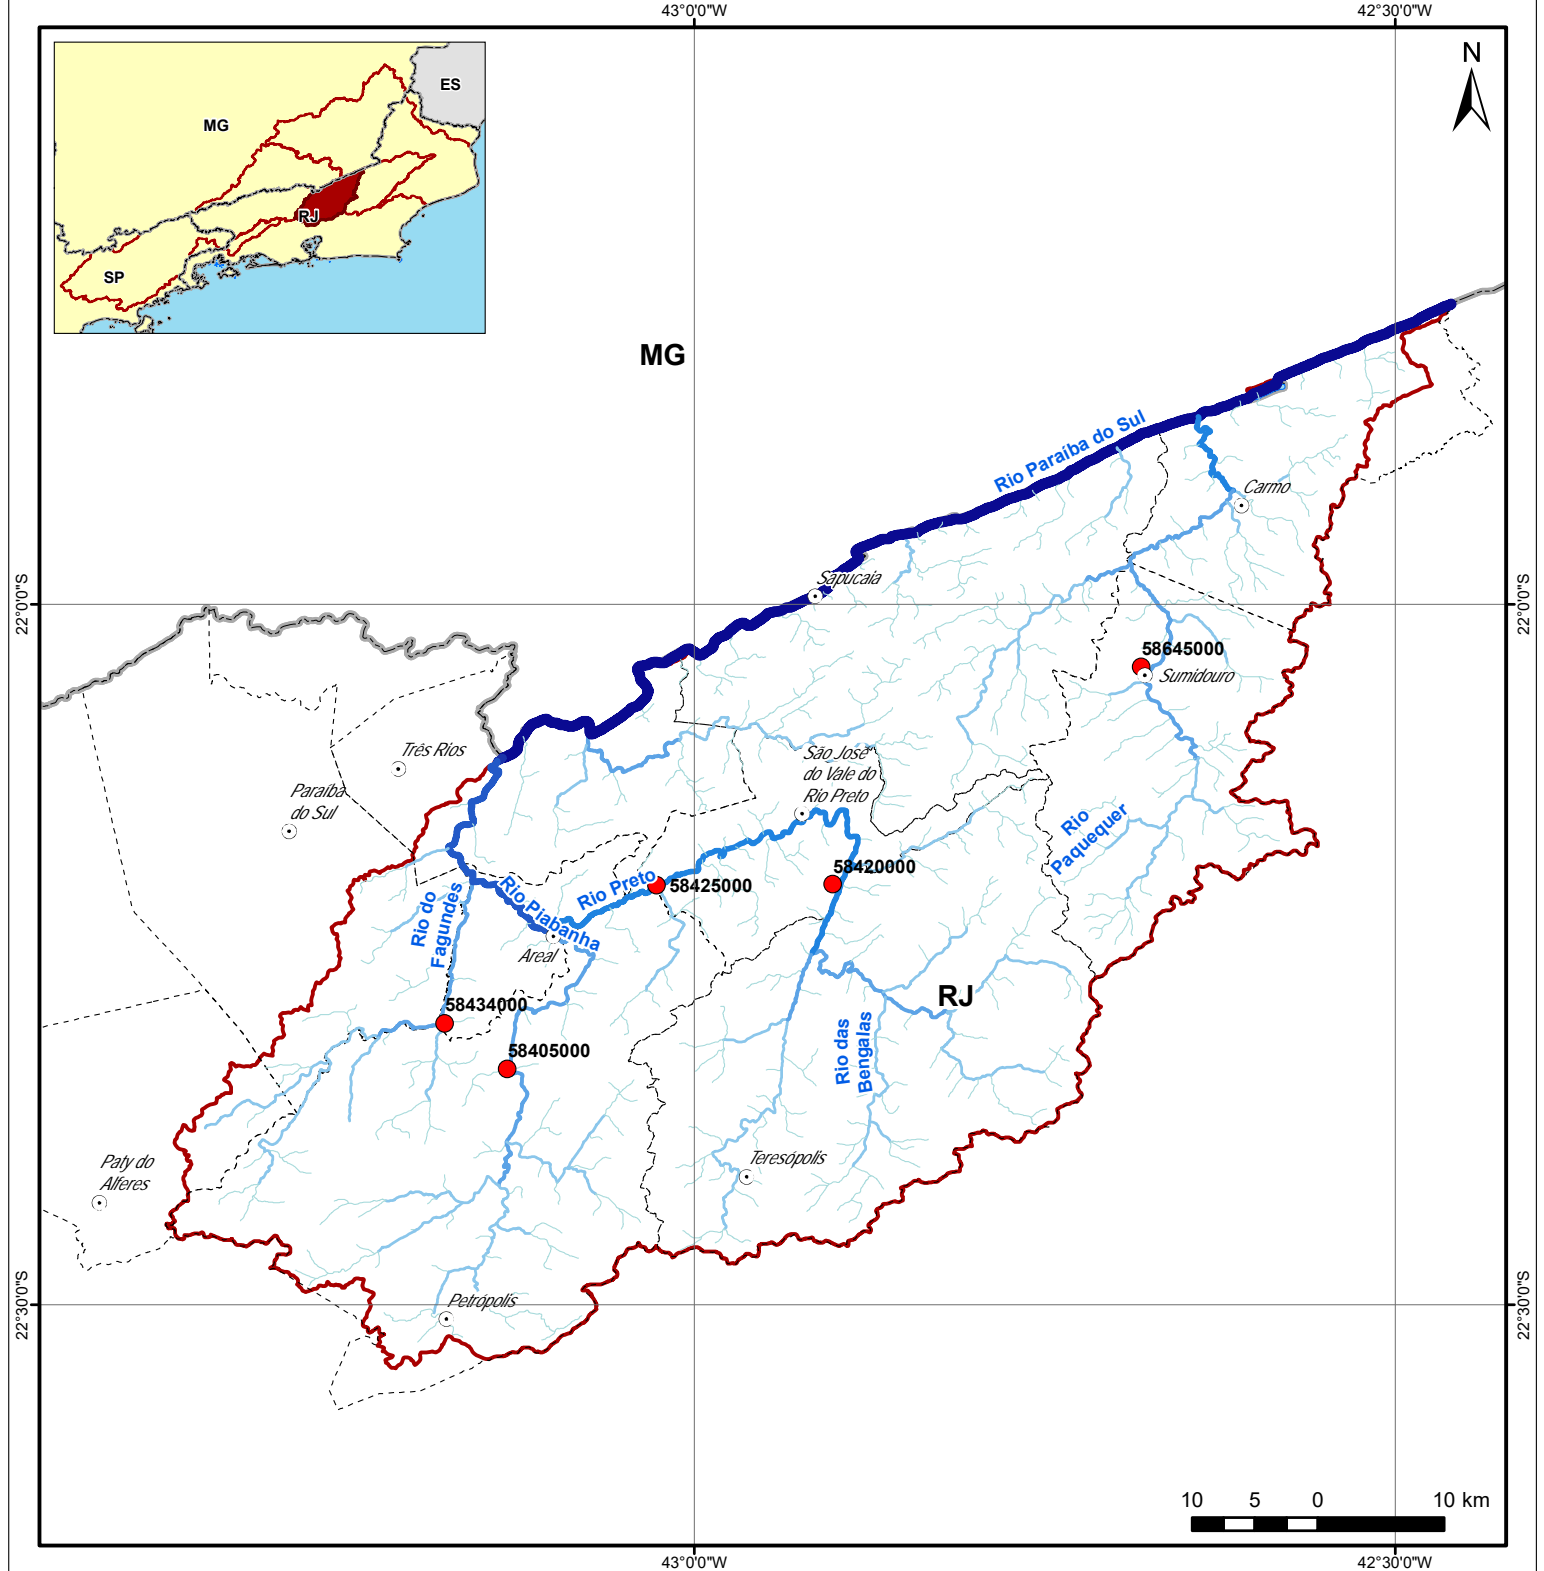 43°0'0"W
42°30'0"W
ES
MG
RJ
SP
N
MG
Rio Paraíba do Sul
Carmo
Sapucaia
22°0'0"S
22°0'0"S
58645000
Sumidouro
Três Rios
São José
do Vale do
Rio Preto
Paraíba
do Sul
Rio
Paquequer
58420000
58425000
Rio Preto
Rio Piabanha
Rio do
Fagundes
Areal
RJ
58434000
58405000
Rio das
Bengalas
Paty do
Alferes
Teresópolis
Petrópolis
22°30'0"S
22°30'0"S
10 5 0 10 km
43°0'0"W
42°30'0"W